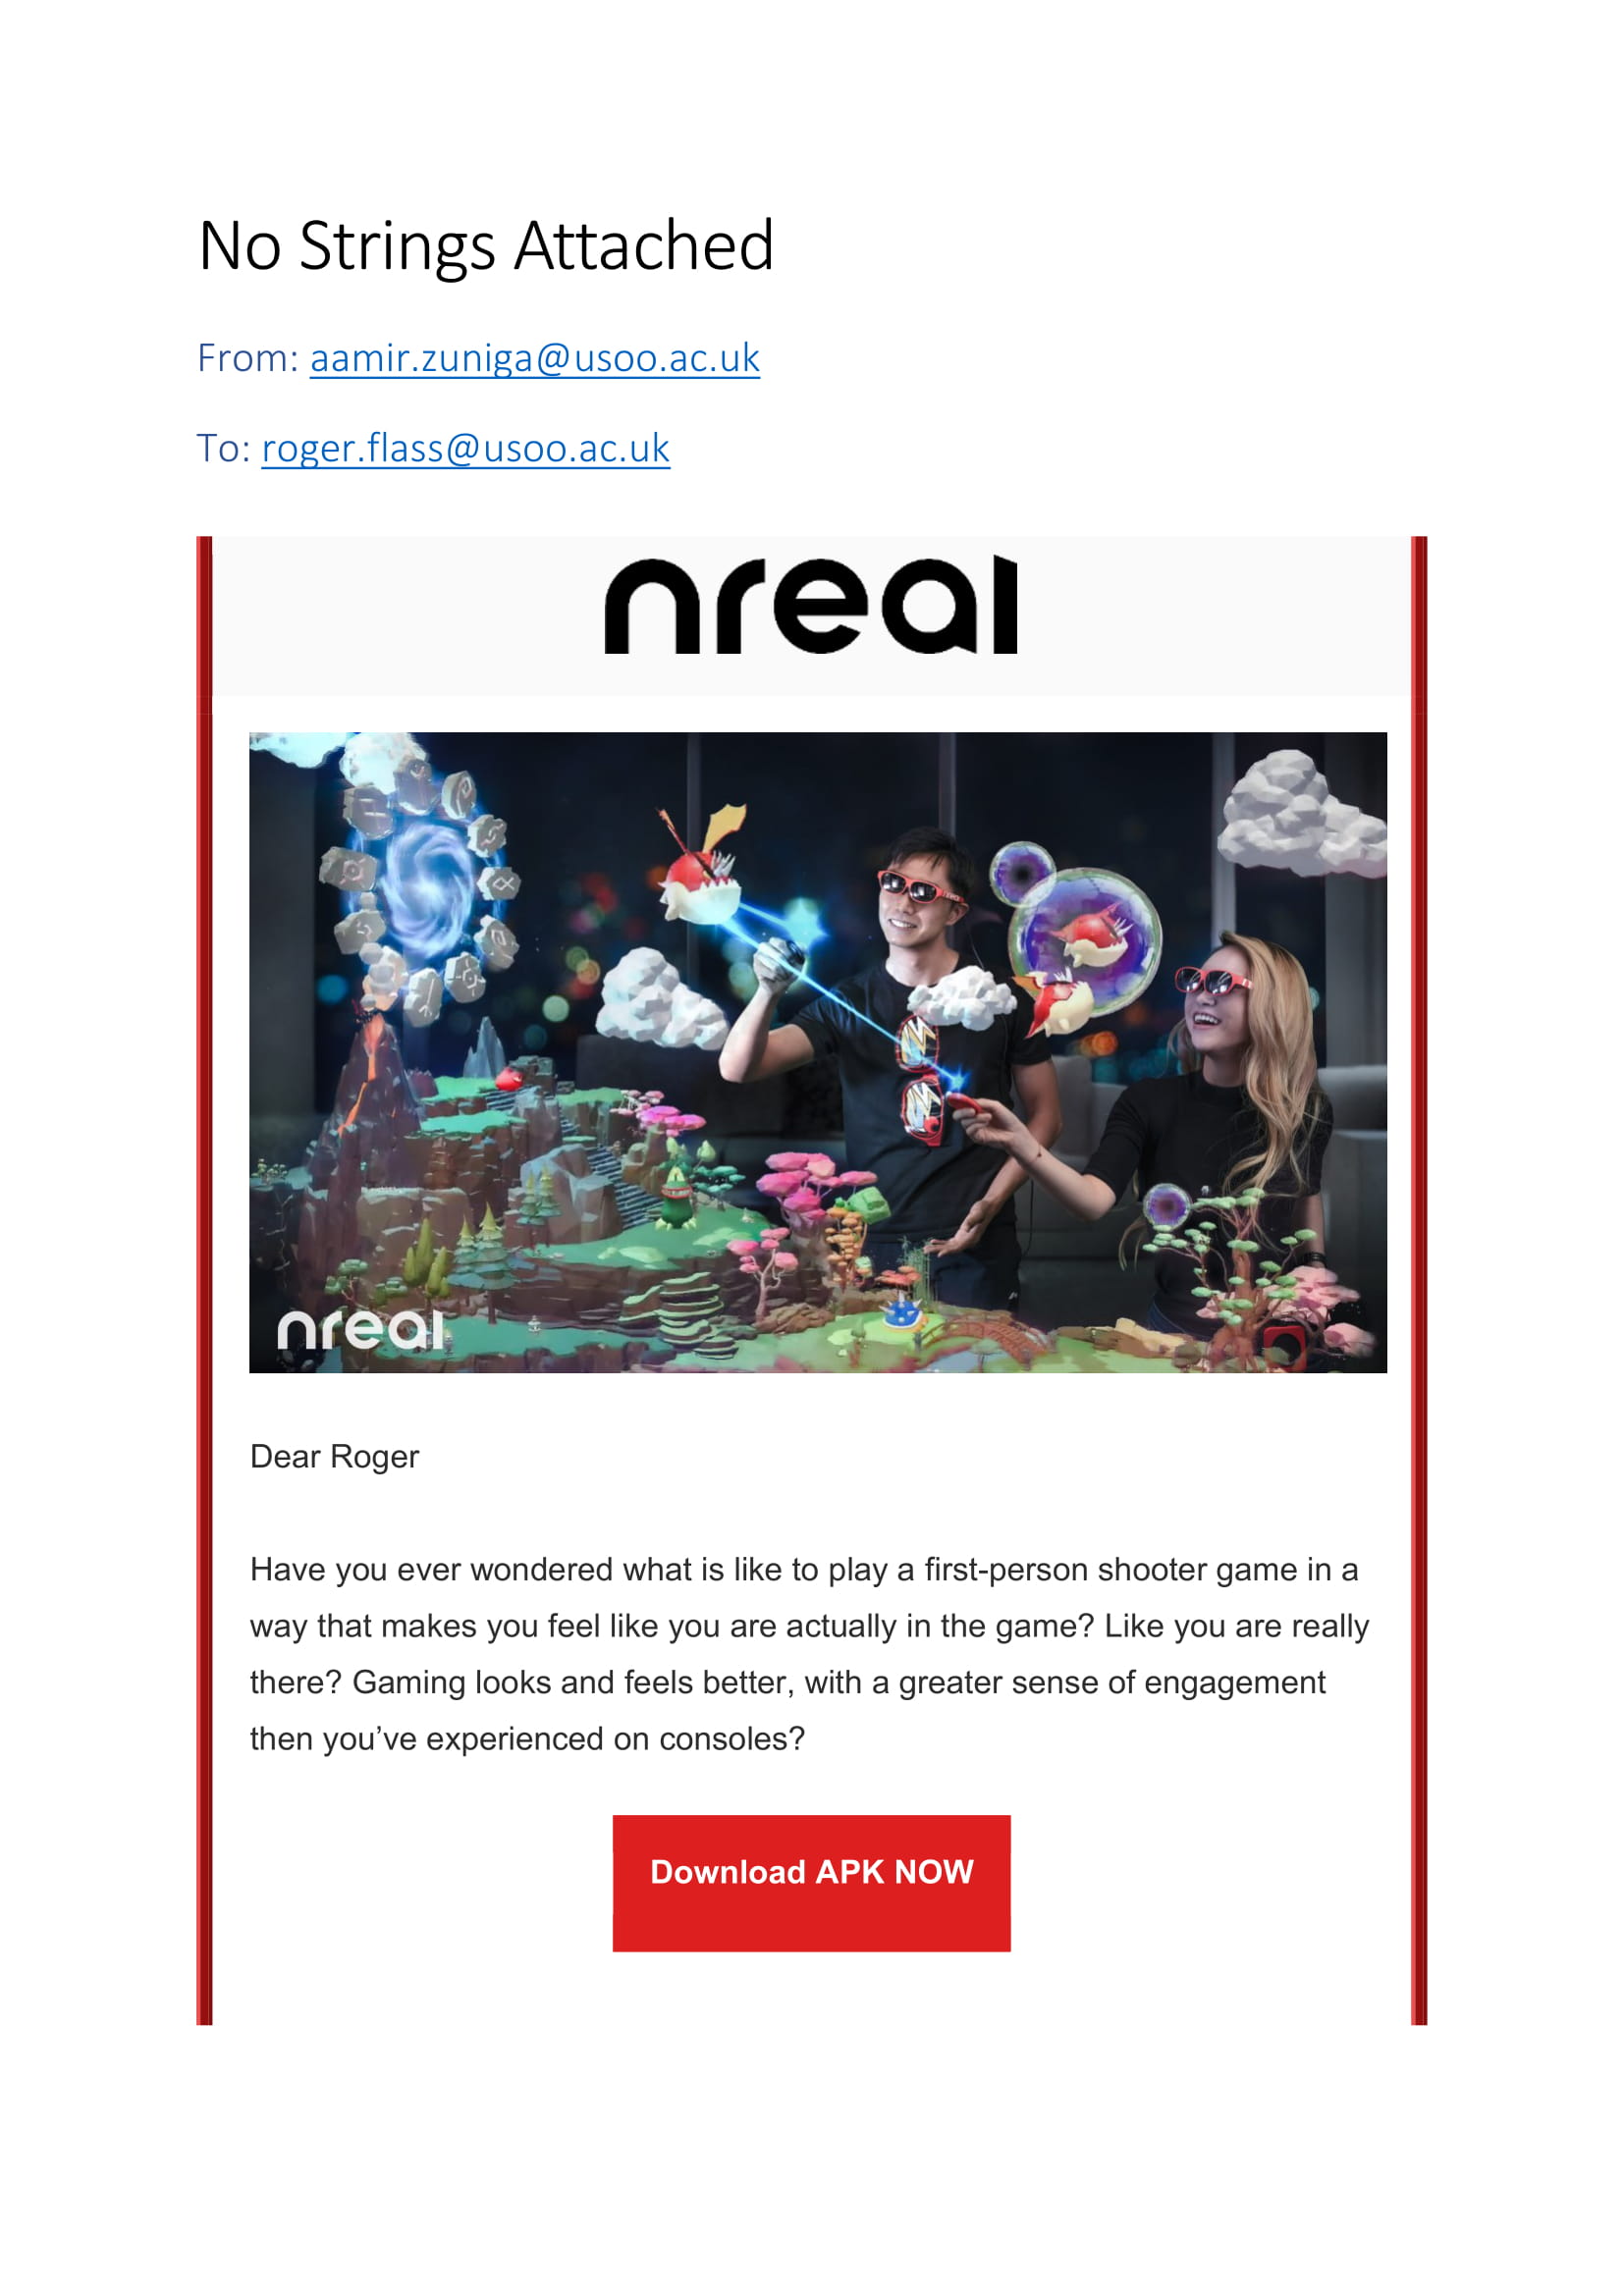 No Strings Attached
From: aamir.zuniga@usoo.ac.uk
To: roger.flass@usoo.ac.uk
nreal
nreal
Dear Roger
Have you ever wondered what is like to play a first-person shooter game in a
way that makes you feel like you are actually in the game? Like you are really
there? Gaming looks and feels better, with a greater sense of engagement
then you’ve experienced on consoles?
Download APK NOW